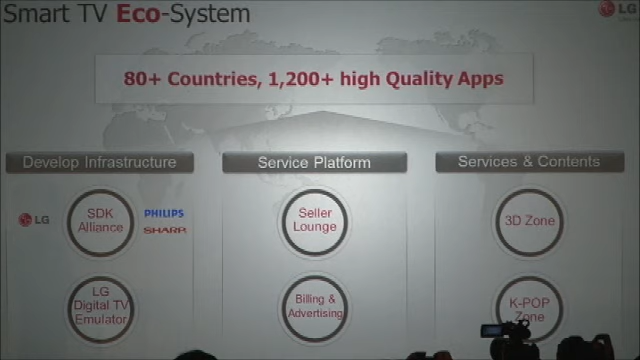 Smart TV Eco-System
LG
80+ Countries, 1,200+ high Quality Apps
Develop Infrastructure
Service Platform
Services & Contents
LG
SDK
Alliance
PHILIPS
SHARP
Seller
Lounge
3D Zone
LG
Digital TV
Emulator
Billing &
Advertising
K-POP
Zone